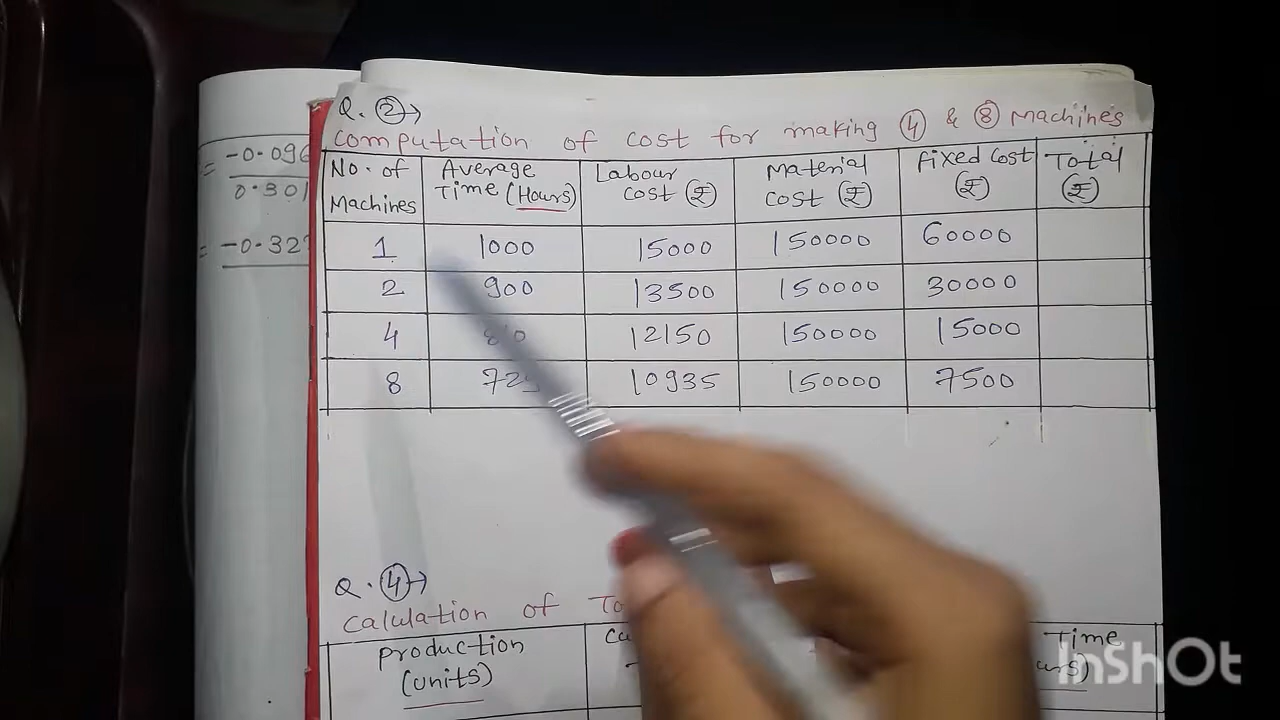 Q. ② →
Computation of cost for making ④ & ⑧ Machines
No. of Machines | Average Time (Hours) | Labour cost (₹) | Material cost (₹) | Fixed cost (₹) | Total (₹)
1 | 1000 | 15000 | 150000 | 60000
2 | 900 | 13500 | 150000 | 30000
4 | 12150 | 150000 | 15000
8 | 10935 | 150000 | 7500
Q. ④ →
Calulation of
Production (units) | Time
= -0.096
0.301
= -0.32
InShOt